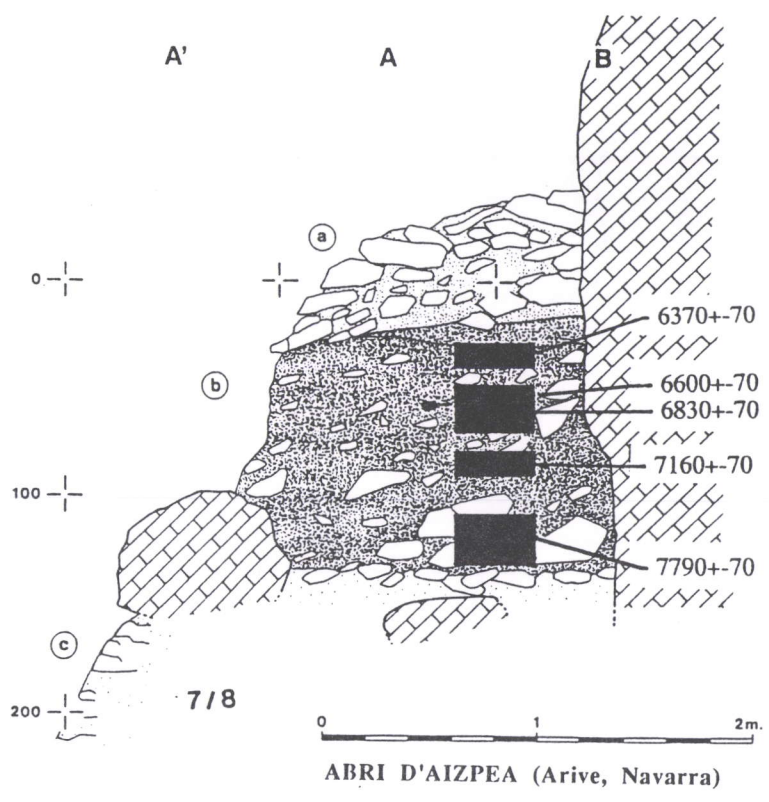 A' A B
a
0
6370+-70
b
6600+-70
6830+-70
7160+-70
100
7790+-70
c
7/8
200
0 1 2m.
ABRI D'AIZPEA (Arive, Navarra)